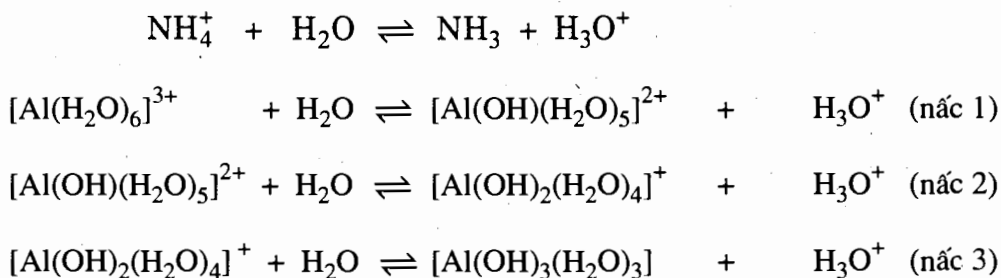 NH₄⁺ + H₂O ⇌ NH₃ + H₃O⁺
[Al(H₂O)₆]³⁺ + H₂O ⇌ [Al(OH)(H₂O)₅]²⁺ + H₃O⁺ (nấc 1)
[Al(OH)(H₂O)₅]²⁺ + H₂O ⇌ [Al(OH)₂(H₂O)₄]⁺ + H₃O⁺ (nấc 2)
[Al(OH)₂(H₂O)₄]⁺ + H₂O ⇌ [Al(OH)₃(H₂O)₃] + H₃O⁺ (nấc 3)